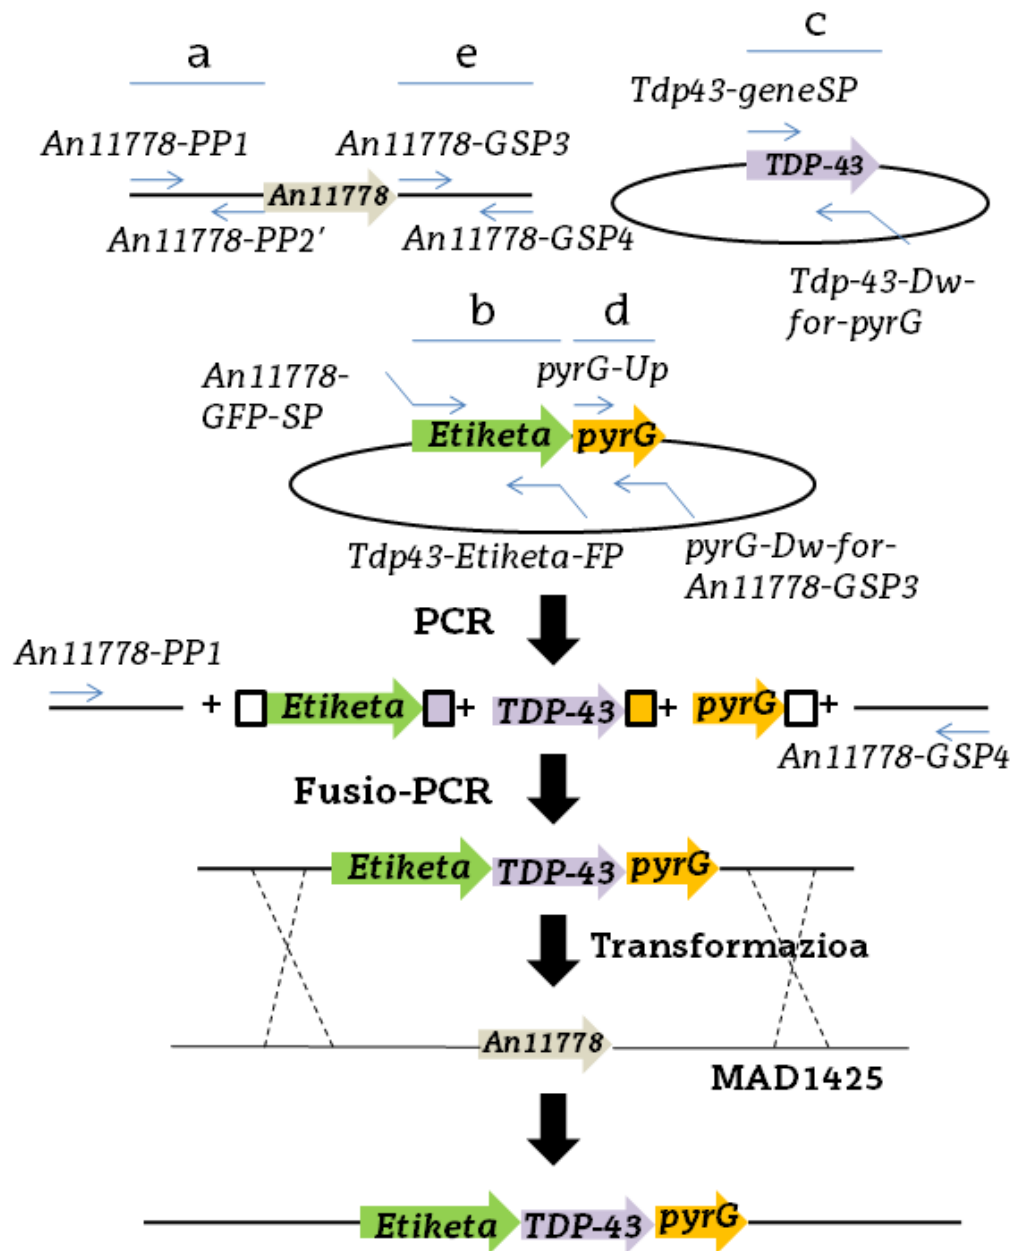 a
e
c
An11778-PP1
An11778-GSP3
Tdp43-geneSP
An11778
TDP-43
An11778-PP2'
An11778-GSP4
Tdp-43-Dw-
for-pyrG
b
d
An11778-
GFP-SP
pyrG-Up
Etiketa
pyrG
Tdp43-Etiketa-FP
pyrG-Dw-for-
An11778-GSP3
PCR
An11778-PP1
+ Etiketa + TDP-43 + pyrG +
An11778-GSP4
Fusio-PCR
Etiketa TDP-43 pyrG
Transformazioa
An11778
MAD1425
Etiketa TDP-43 pyrG